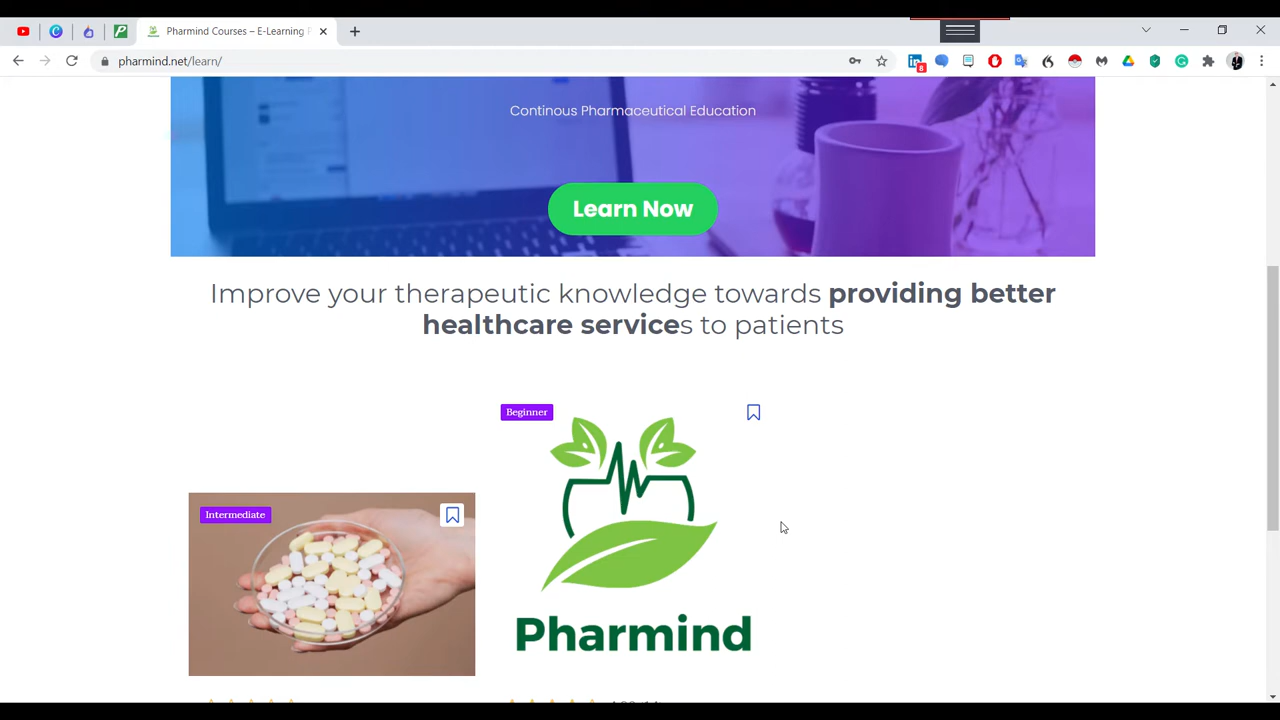 Pharmind Courses – E-Learning
pharmind.net/learn/
8
Continous Pharmaceutical Education
Learn Now
Improve your therapeutic knowledge towards providing better
healthcare services to patients
Beginner
Intermediate
Pharmind